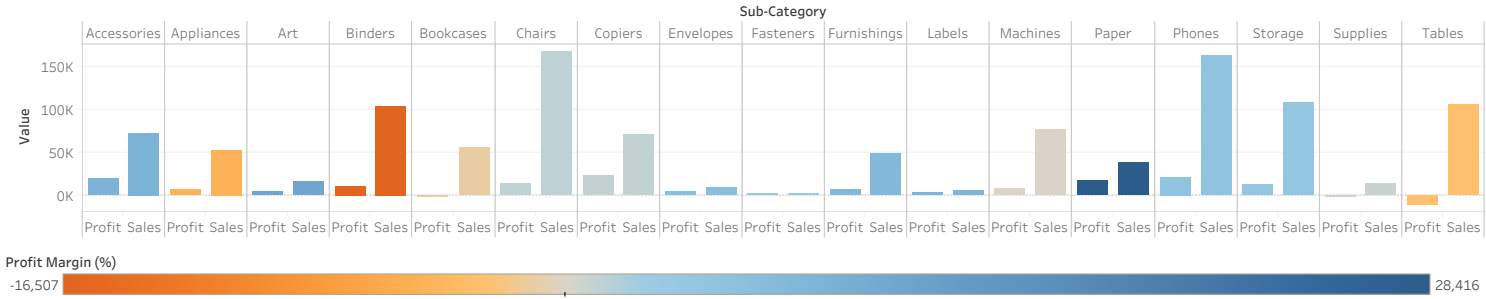 Sub-Category
Accessories Appliances Art Binders Bookcases Chairs Copiers Envelopes Fasteners Furnishings Labels Machines Paper Phones Storage Supplies Tables
150K
100K
50K
0K
Value
Profit Sales Profit Sales Profit Sales Profit Sales Profit Sales Profit Sales Profit Sales Profit Sales Profit Sales Profit Sales Profit Sales Profit Sales Profit Sales Profit Sales Profit Sales Profit Sales Profit Sales
Profit Margin (%)
-16,507 28,416